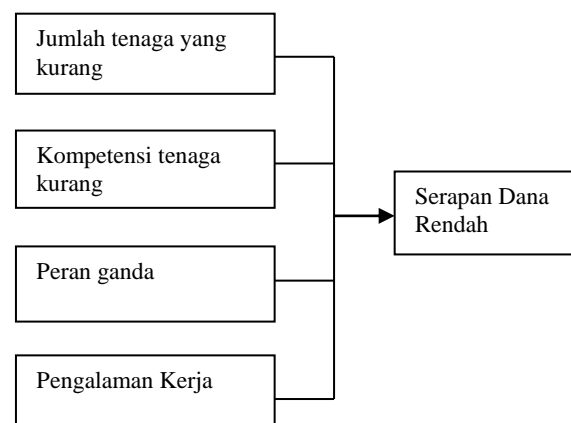 Jumlah tenaga yang
kurang
Kompetensi tenaga
kurang
Serapan Dana
Rendah
Peran ganda
Pengalaman Kerja